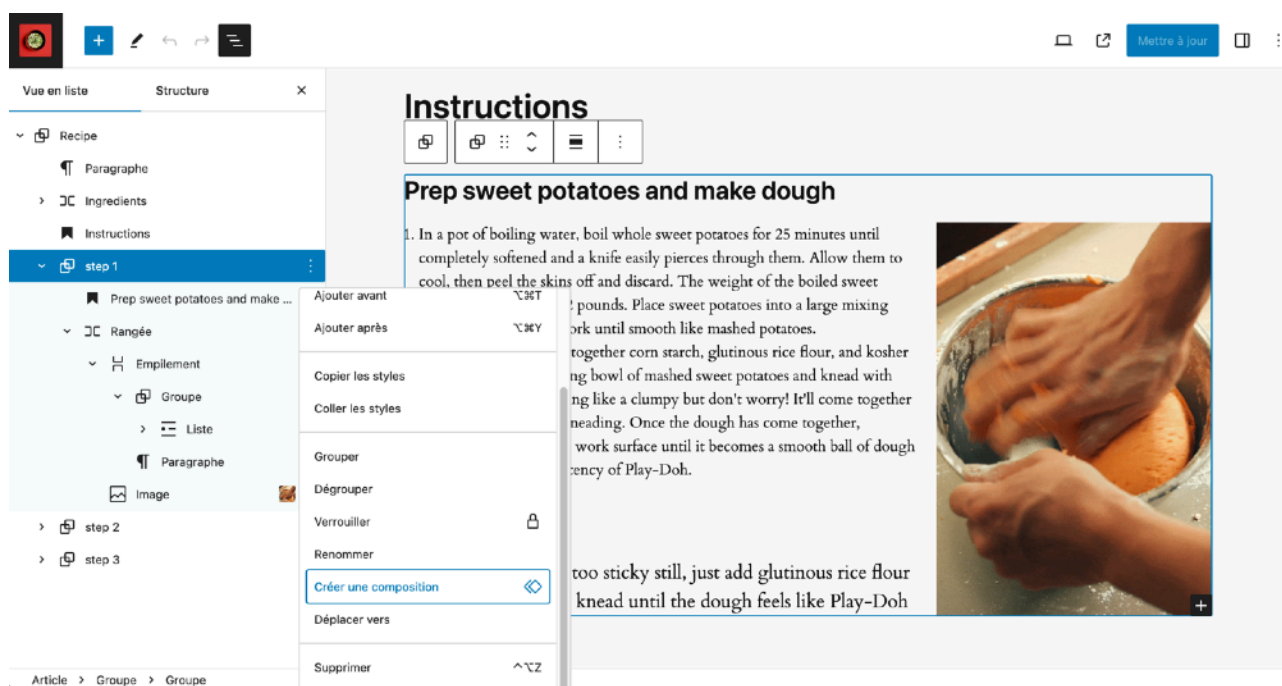 Mettre à jour
Vue en liste
Structure
Recipe
Paragraphe
Ingredients
Instructions
step 1
Prep sweet potatoes and make ...
Rangée
Empilement
Groupe
Liste
Paragraphe
Image
step 2
step 3
Article > Groupe > Groupe
Ajouter avant ⌥⌘T
Ajouter après ⌥⌘Y
Copier les styles
Coller les styles
Grouper
Dégrouper
Verrouiller
Renommer
Créer une composition
Déplacer vers
Supprimer ^⌥Z
Instructions
Prep sweet potatoes and make dough
1. In a pot of boiling water, boil whole sweet potatoes for 25 minutes until
completely softened and a knife easily pierces through them. Allow them to
cool, then peel the skins off and discard. The weight of the boiled sweet
pounds. Place sweet potatoes into a large mixing
until smooth like mashed potatoes.
together corn starch, glutinous rice flour, and kosher
bowl of mashed sweet potatoes and knead with
like a clumpy but don't worry! It'll come together
Once the dough has come together,
work surface until it becomes a smooth ball of dough
of Play-Doh.
too sticky still, just add glutinous rice flour
knead until the dough feels like Play-Doh